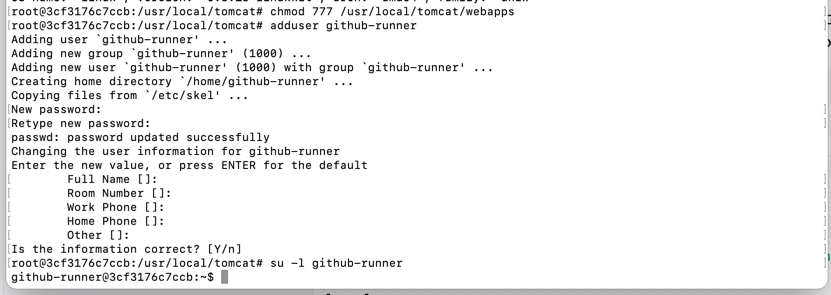 [root@3cf3176c7ccb:/usr/local/tomcat# chmod 777 /usr/local/tomcat/webapps ]
[root@3cf3176c7ccb:/usr/local/tomcat# adduser github-runner ]
Adding user `github-runner' ...
Adding new group `github-runner' (1000) ...
Adding new user `github-runner' (1000) with group `github-runner' ...
Creating home directory `/home/github-runner' ...
Copying files from `/etc/skel' ...
[New password: ]
[Retype new password: ]
passwd: password updated successfully
Changing the user information for github-runner
Enter the new value, or press ENTER for the default
[ Full Name []: ]
[ Room Number []: ]
[ Work Phone []: ]
[ Home Phone []: ]
[ Other []: ]
[Is the information correct? [Y/n] ]
[root@3cf3176c7ccb:/usr/local/tomcat# su -l github-runner ]
github-runner@3cf3176c7ccb:~$